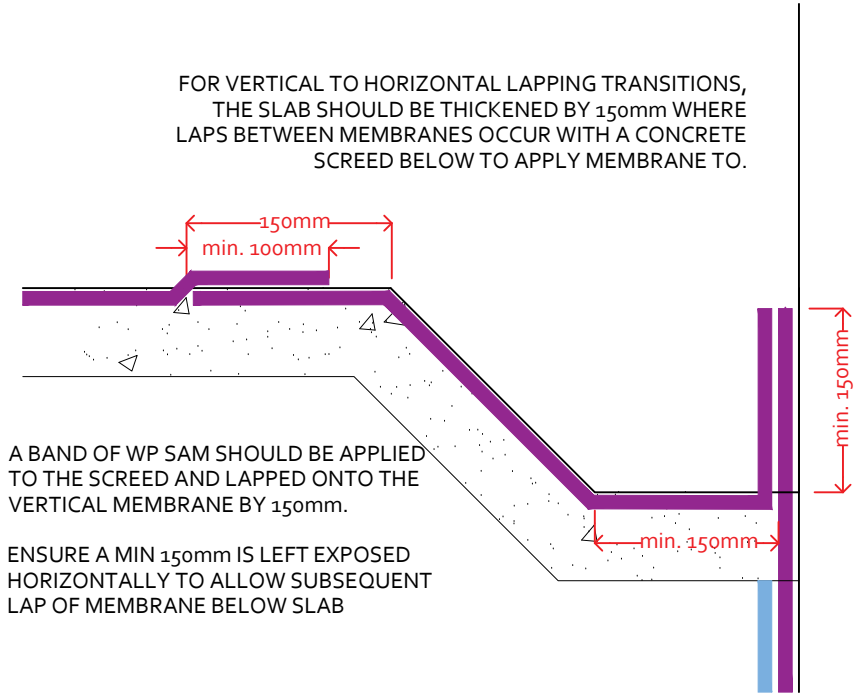 FOR VERTICAL TO HORIZONTAL LAPPING TRANSITIONS,
THE SLAB SHOULD BE THICKENED BY 150mm WHERE
LAPS BETWEEN MEMBRANES OCCUR WITH A CONCRETE
SCREED BELOW TO APPLY MEMBRANE TO.
150mm
min. 100mm
min. 150mm
A BAND OF WP SAM SHOULD BE APPLIED
TO THE SCREED AND LAPPED ONTO THE
VERTICAL MEMBRANE BY 150mm.
ENSURE A MIN 150mm IS LEFT EXPOSED
HORIZONTALLY TO ALLOW SUBSEQUENT
LAP OF MEMBRANE BELOW SLAB
min. 150mm